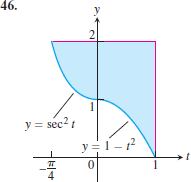 46.
y
2
1
y = sec² t
y = 1 – t²
–π/4
0
1
t